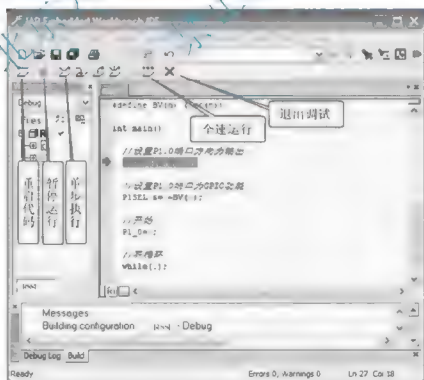 IAR Embedded Workbench IDE
退出调试
全速运行
Debug
Files
#define BV(n) (1<<(n))
int main()
//设置P1.0端口方向为输出
//设置P1.0端口为GPIO功能
P1SEL &= ~BV( );
//开始
P1_0= ;
//死循环
while( );
重启代码
暂停运行
单步执行
Messages
Building configuration: - Debug
Debug Log
Build
Ready
Errors 0, Warnings 0
Ln 27, Col 18